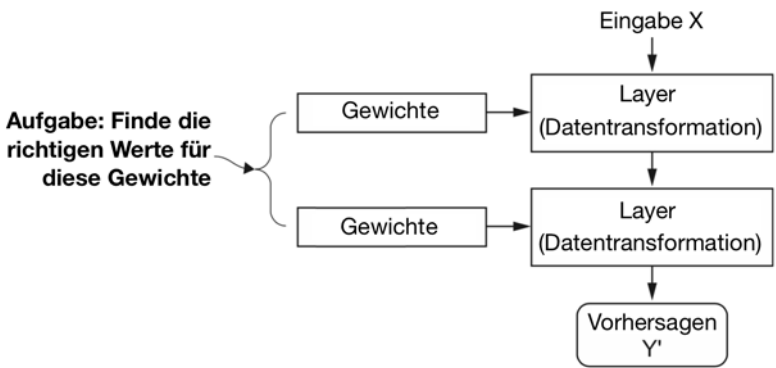 Eingabe X
Gewichte
Layer
(Datentransformation)
Aufgabe: Finde die
richtigen Werte für
diese Gewichte
Gewichte
Layer
(Datentransformation)
Vorhersagen
Y'